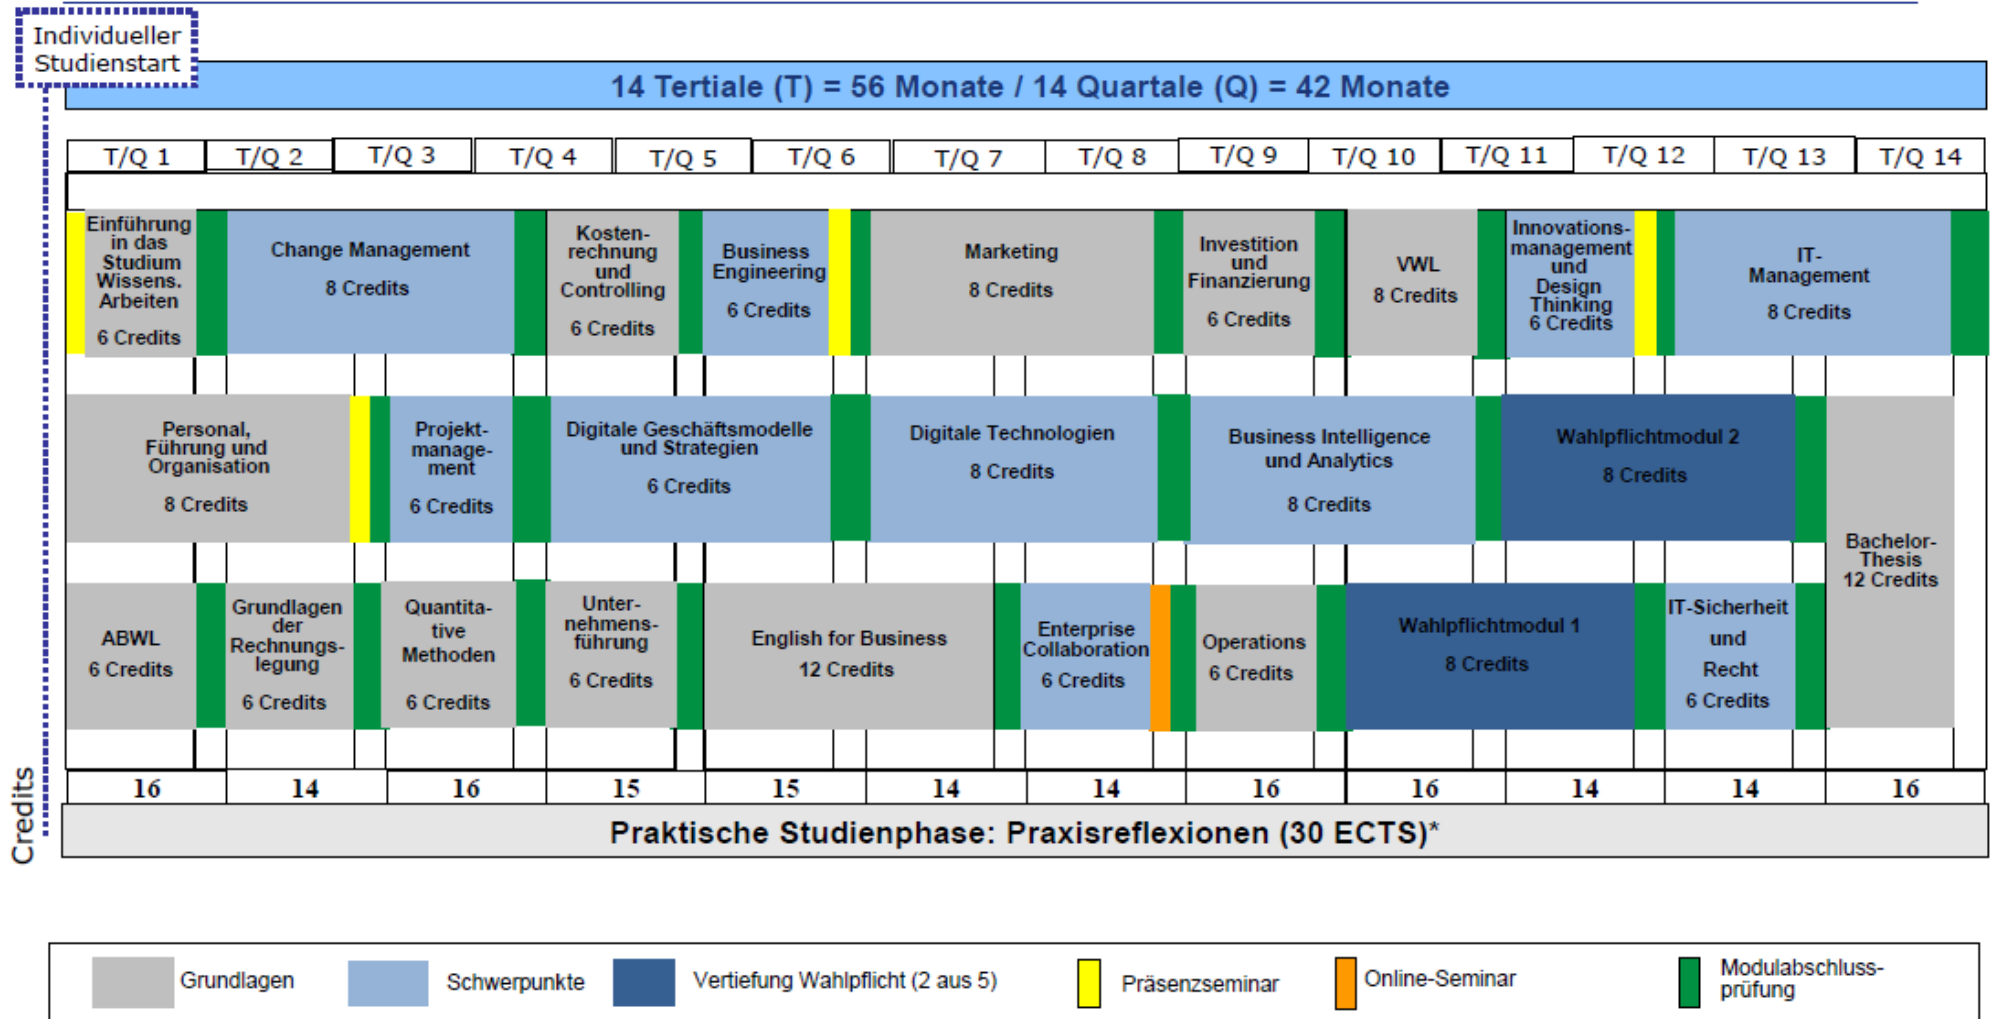 Individueller
Studienstart
14 Tertiale (T) = 56 Monate / 14 Quartale (Q) = 42 Monate
T/Q 1 T/Q 2 T/Q 3 T/Q 4 T/Q 5 T/Q 6 T/Q 7 T/Q 8 T/Q 9 T/Q 10 T/Q 11 T/Q 12 T/Q 13 T/Q 14
Einführung
in das
Studium
Wissens.
Arbeiten
6 Credits
Change Management
8 Credits
Kosten-
rechnung
und
Controlling
6 Credits
Business
Engineering
6 Credits
Marketing
8 Credits
Investition
und
Finanzierung
6 Credits
VWL
8 Credits
Innovations-
management
und
Design
Thinking
6 Credits
IT-
Management
8 Credits
Personal,
Führung und
Organisation
8 Credits
Projekt-
manage-
ment
6 Credits
Digitale Geschäftsmodelle
und Strategien
6 Credits
Digitale Technologien
8 Credits
Business Intelligence
und Analytics
8 Credits
Wahlpflichtmodul 2
8 Credits
Bachelor-
Thesis
12 Credits
ABWL
6 Credits
Grundlagen
der
Rechnungs-
legung
6 Credits
Quantita-
tive
Methoden
6 Credits
Unter-
nehmens-
führung
6 Credits
English for Business
12 Credits
Enterprise
Collaboration
6 Credits
Operations
6 Credits
Wahlpflichtmodul 1
8 Credits
IT-Sicherheit
und
Recht
6 Credits
Credits
16 14 16 15 15 14 14 16 16 14 14 16
Praktische Studienphase: Praxisreflexionen (30 ECTS)*
Grundlagen
Schwerpunkte
Vertiefung Wahlpflicht (2 aus 5)
Präsenzseminar
Online-Seminar
Modulabschluss-
prüfung